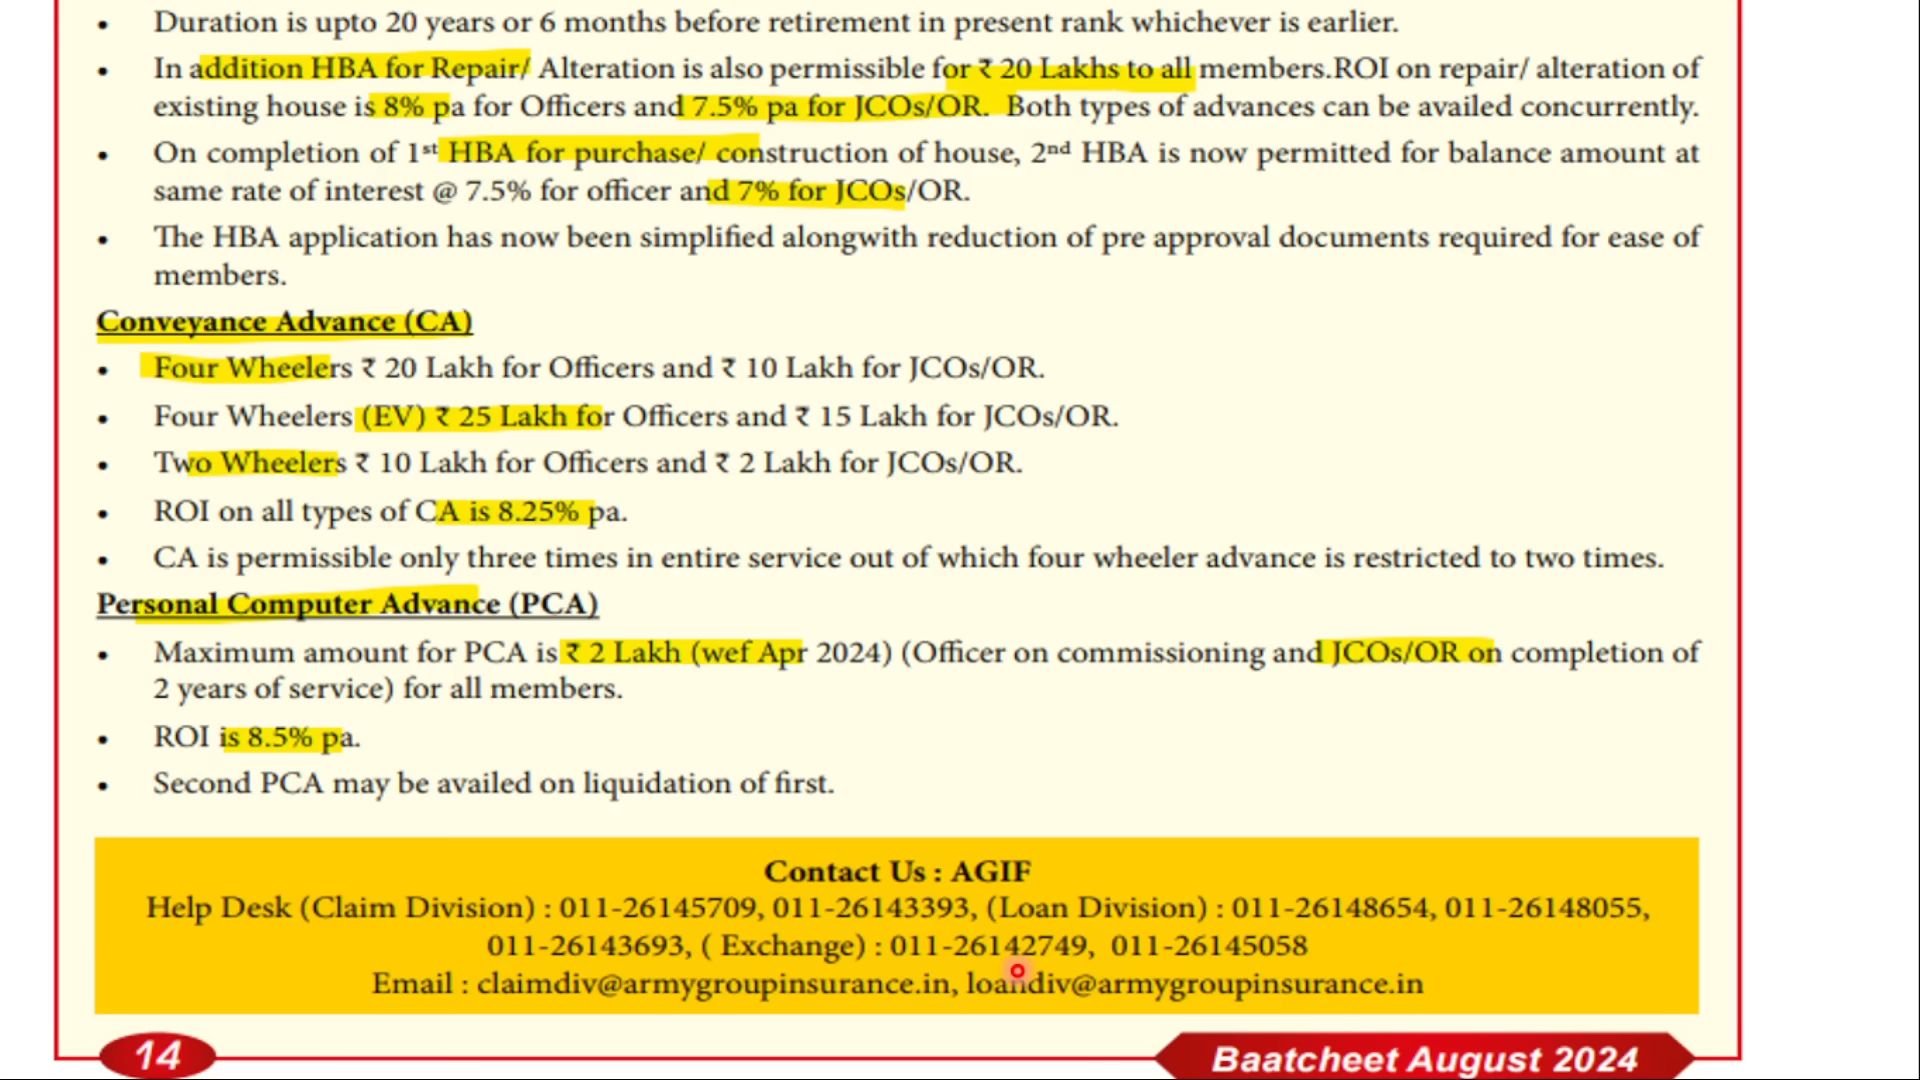 • Duration is upto 20 years or 6 months before retirement in present rank whichever is earlier.
• In addition HBA for Repair/ Alteration is also permissible for ₹ 20 Lakhs to all members.ROI on repair/ alteration of
existing house is 8% pa for Officers and 7.5% pa for JCOs/OR. Both types of advances can be availed concurrently.
• On completion of 1st HBA for purchase/ construction of house, 2nd HBA is now permitted for balance amount at
same rate of interest @ 7.5% for officer and 7% for JCOs/OR.
• The HBA application has now been simplified alongwith reduction of pre approval documents required for ease of
members.
Conveyance Advance (CA)
• Four Wheelers ₹ 20 Lakh for Officers and ₹ 10 Lakh for JCOs/OR.
• Four Wheelers (EV) ₹ 25 Lakh for Officers and ₹ 15 Lakh for JCOs/OR.
• Two Wheelers ₹ 10 Lakh for Officers and ₹ 2 Lakh for JCOs/OR.
• ROI on all types of CA is 8.25% pa.
• CA is permissible only three times in entire service out of which four wheeler advance is restricted to two times.
Personal Computer Advance (PCA)
• Maximum amount for PCA is ₹ 2 Lakh (wef Apr 2024) (Officer on commissioning and JCOs/OR on completion of
2 years of service) for all members.
• ROI is 8.5% pa.
• Second PCA may be availed on liquidation of first.
Contact Us : AGIF
Help Desk (Claim Division) : 011-26145709, 011-26143393, (Loan Division) : 011-26148654, 011-26148055,
011-26143693, ( Exchange) : 011-26142749, 011-26145058
Email : claimdiv@armygroupinsurance.in, loandiv@armygroupinsurance.in
14
Baatcheet August 2024